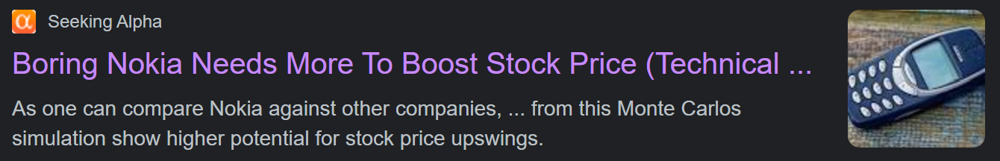 Seeking Alpha
Boring Nokia Needs More To Boost Stock Price (Technical ...
As one can compare Nokia against other companies, ... from this Monte Carlos
simulation show higher potential for stock price upswings.